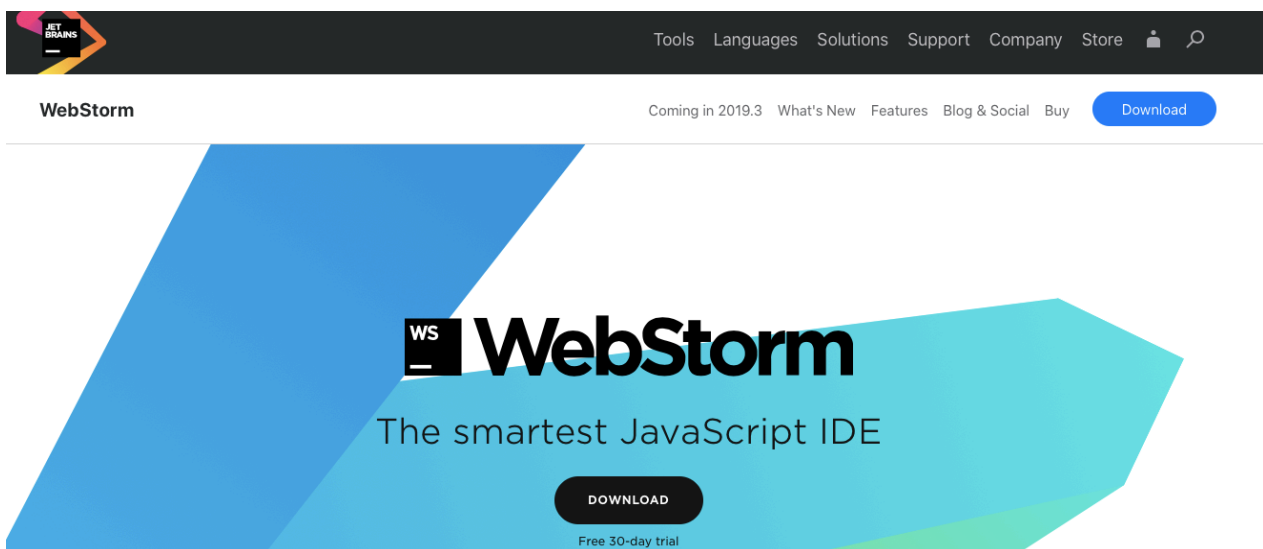 JET
BRAINS
Tools Languages Solutions Support Company Store
WebStorm
Coming in 2019.3 What's New Features Blog & Social Buy Download
WS
WebStorm
The smartest JavaScript IDE
DOWNLOAD
Free 30-day trial